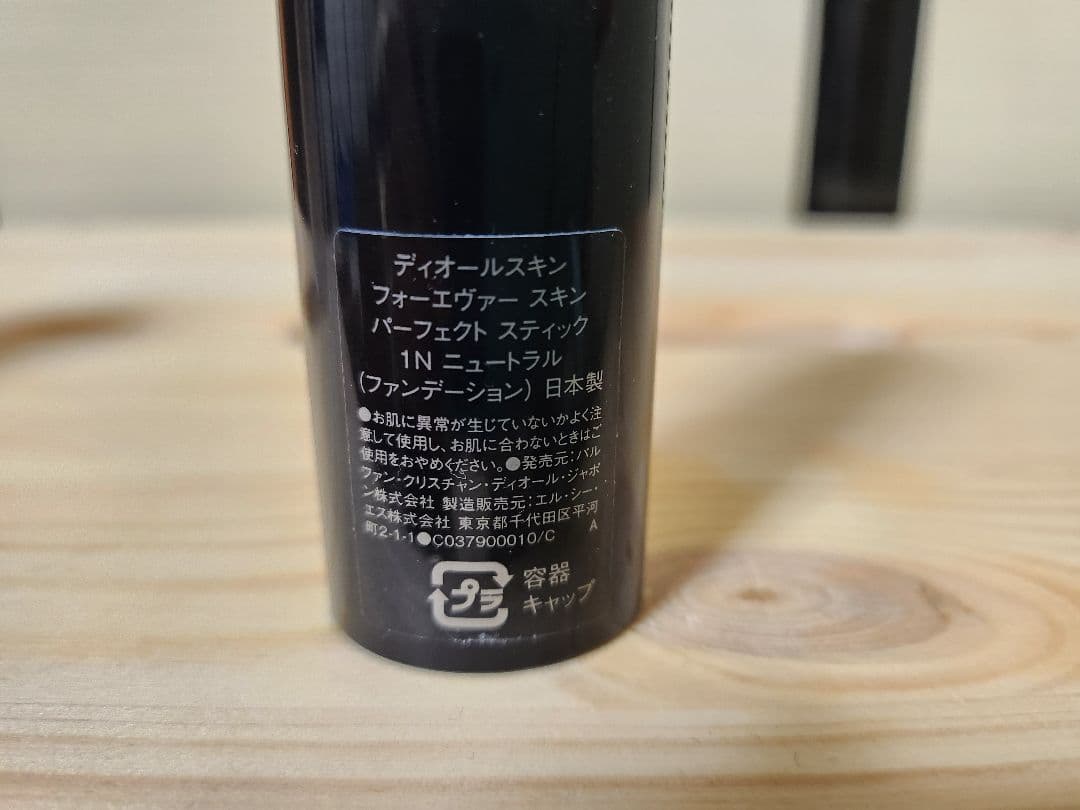 ディオールスキン
フォーエヴァー スキン
パーフェクト スティック
1N ニュートラル
(ファンデーション) 日本製
●お肌に異常が生じていないかよく注
意して使用し、お肌に合わないときはご
使用をおやめください。●発売元:パル
ファン・クリスチャン・ディオール・ジャポ
ン株式会社 製造販売元:エル・シー・
エス株式会社 東京都千代田区平河
町2-1-1●C037900010/C A
プラ 容器
キャップ